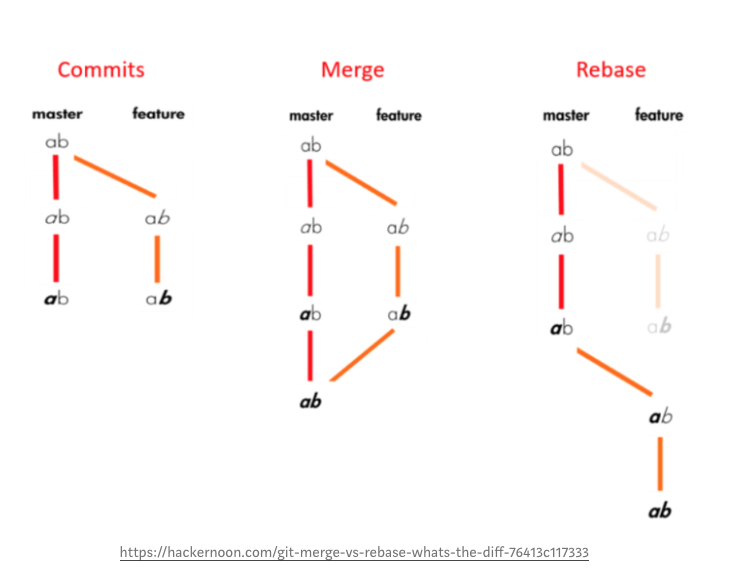 Commits
Merge
Rebase
master feature
master feature
master feature
ab
ab
ab
ab ab
ab ab
ab ab
ab ab
ab ab
ab ab
ab
ab
ab
https://hackernoon.com/git-merge-vs-rebase-whats-the-diff-76413c117333